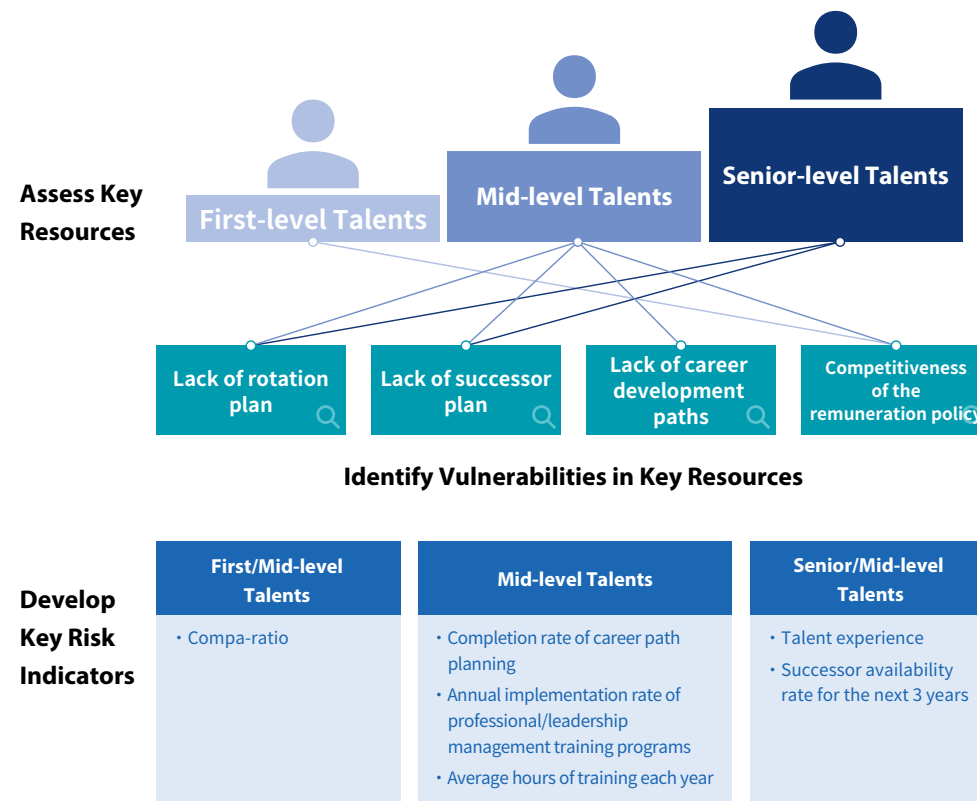 Assess Key
Resources
First-level Talents
Mid-level Talents
Senior-level Talents
Lack of rotation
plan
Lack of successor
plan
Lack of career
development
paths
Competitiveness
of the
remuneration policy
Identify Vulnerabilities in Key Resources
Develop
Key Risk
Indicators
First/Mid-level
Talents
• Compa-ratio
Mid-level Talents
• Completion rate of career path
planning
• Annual implementation rate of
professional/leadership
management training programs
• Average hours of training each year
Senior/Mid-level
Talents
• Talent experience
• Successor availability
rate for the next 3 years